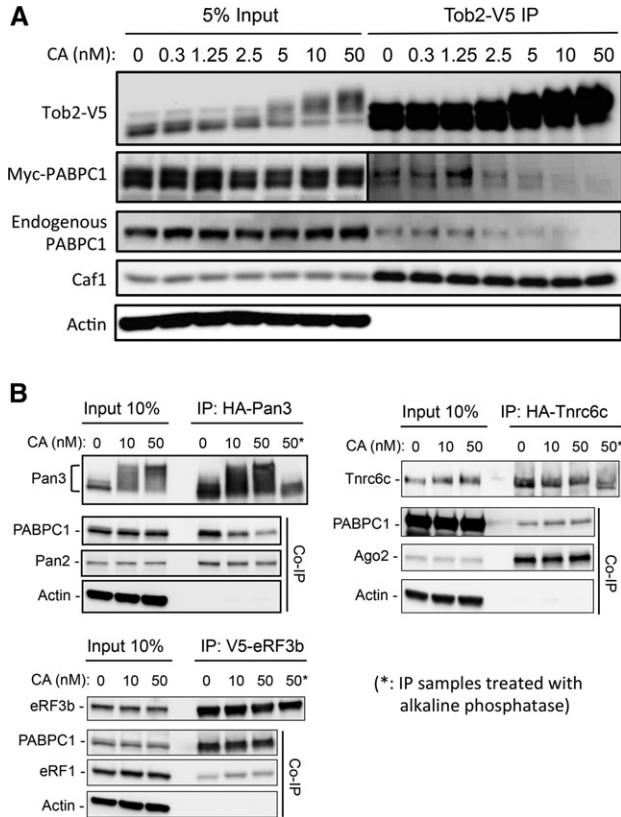 A
5% Input Tob2-V5 IP
CA (nM): 0 0.3 1.25 2.5 5 10 50 0 0.3 1.25 2.5 5 10 50
Tob2-V5
Myc-PABPC1
Endogenous
PABPC1
Caf1
Actin
B
Input 10% IP: HA-Pan3
CA (nM): 0 10 50 0 10 50 50*
Pan3
PABPC1 -
Pan2 -
Actin -
Co-IP
Input 10% IP: HA-Tnrc6c
CA (nM): 0 10 50 0 10 50 50*
Tnrc6c -
PABPC1 -
Ago2 -
Actin -
Co-IP
Input 10% IP: V5-eRF3b
CA (nM): 0 10 50 0 10 50 50*
eRF3b -
PABPC1 -
eRF1 -
Actin -
Co-IP
(*: IP samples treated with
alkaline phosphatase)